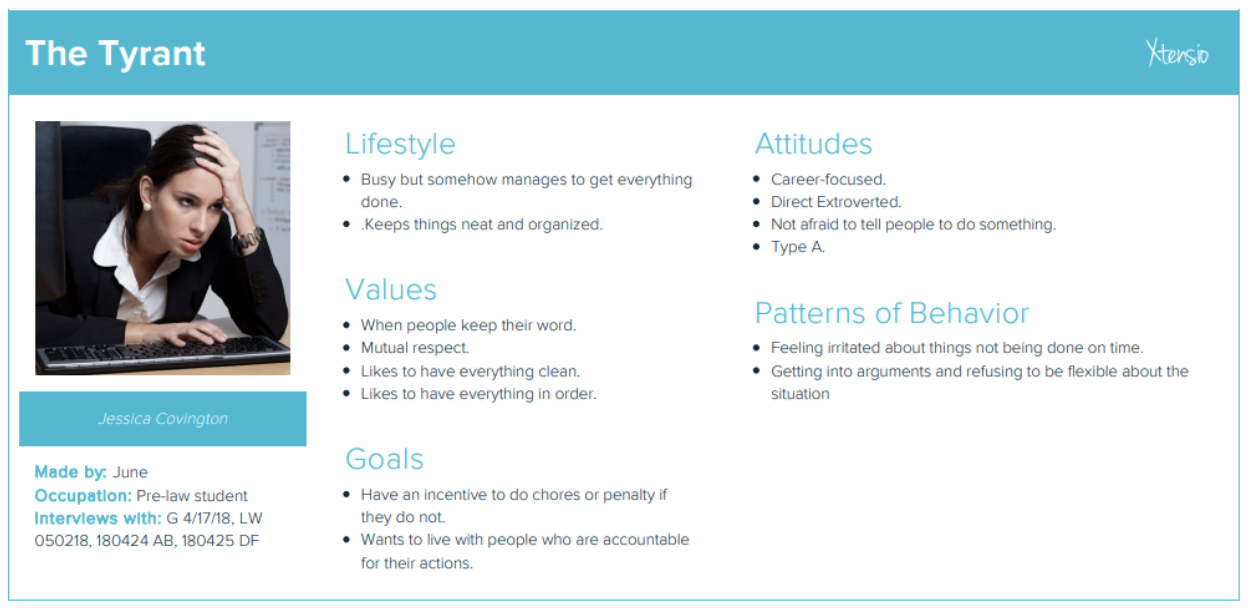 The Tyrant
Xtensio
Jessica Covington
Made by: June
Occupation: Pre-law student
Interviews with: G 4/17/18, LW
050218, 180424 AB, 180425 DF
Lifestyle
• Busy but somehow manages to get everything
done.
• .Keeps things neat and organized.
Values
• When people keep their word.
• Mutual respect.
• Likes to have everything clean.
• Likes to have everything in order.
Goals
• Have an incentive to do chores or penalty if
they do not.
• Wants to live with people who are accountable
for their actions.
Attitudes
• Career-focused.
• Direct Extroverted.
• Not afraid to tell people to do something.
• Type A.
Patterns of Behavior
• Feeling irritated about things not being done on time.
• Getting into arguments and refusing to be flexible about the
situation